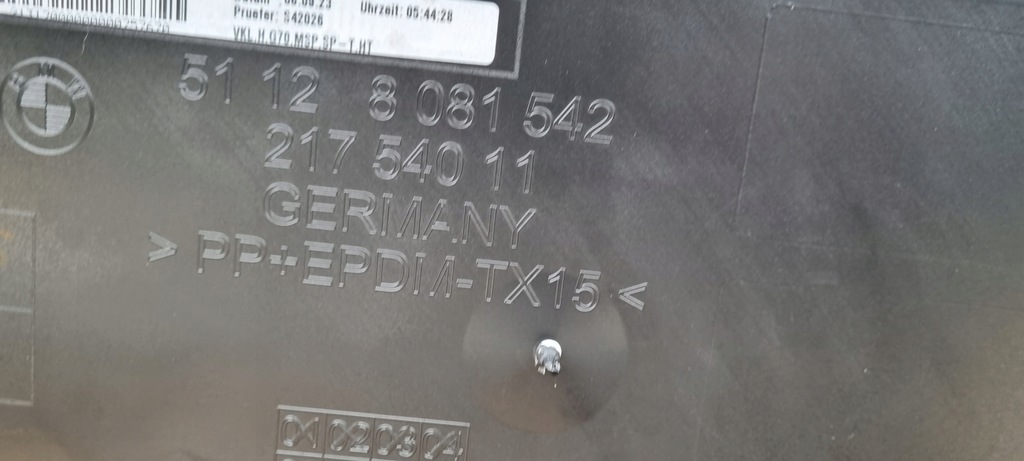 Pruefer: S42026
Uhrzeit: 05:44:28
VKL H G70 MSP SP-T.HT
BMW
51 12 8 081 542
217 540 11
GERMANY
> PP+EPDM-TX15 <
01 02 03 04